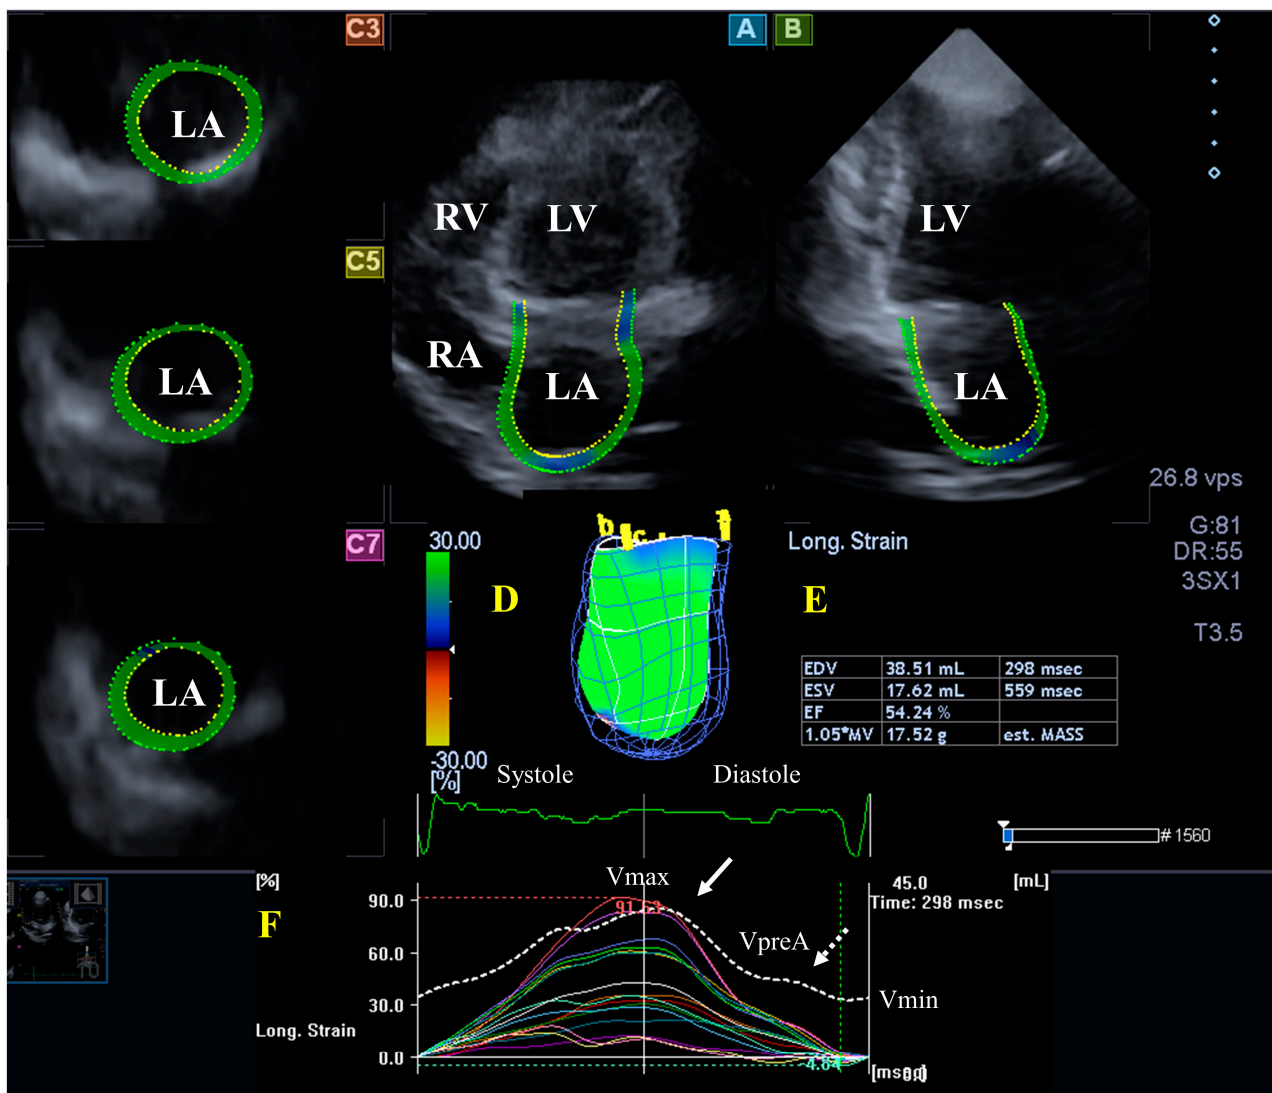 C3
A
B
LA
RV
LV
LV
C5
RA
LA
LA
LA
26.8 vps
G:81
DR:55
3SX1
T3.5
C7
30.00
D
Long. Strain
E
LA
-30.00
[%]
EDV 38.51 mL 298 msec
ESV 17.62 mL 559 msec
EF 54.24 %
1.05*MV 17.52 g est. MASS
Systole
Diastole
# 1560
[%]
F
Vmax
45.0
[mL]
Time: 298 msec
90.0
VpreA
60.0
Vmin
30.0
Long. Strain
0.0
-4.84